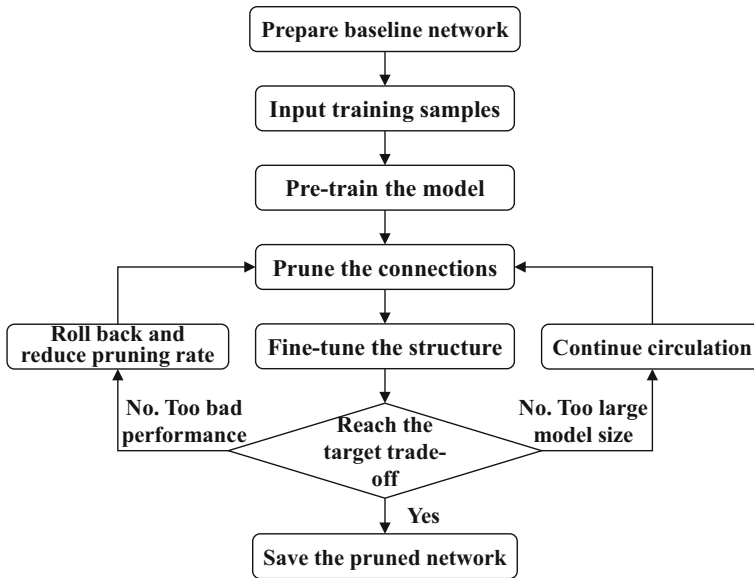 Prepare baseline network
Input training samples
Pre-train the model
Prune the connections
Roll back and
reduce pruning rate
Fine-tune the structure
Continue circulation
No. Too bad
performance
No. Too large
model size
Reach the
target trade-
off
Yes
Save the pruned network